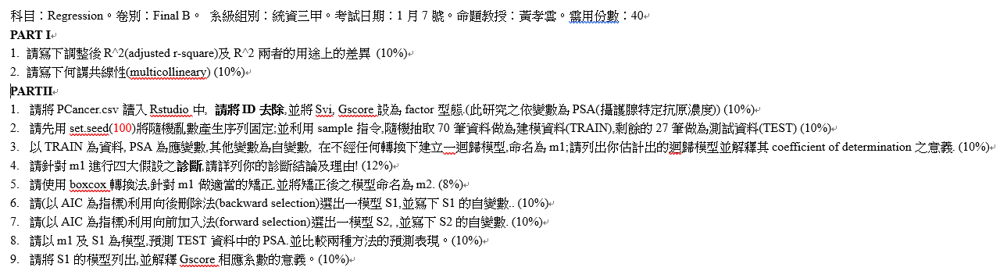 科目：Regression。卷別：Final B。 系級組別：統資三甲。考試日期：1 月 7 號。命題教授：黃孝雲。需用份數：40
PART I
1. 請寫下調整後 R^2(adjusted r-square)及 R^2 兩者的用途上的差異 (10%)
2. 請寫下何謂共線性(multicollineary) (10%)
PARTII
1. 請將 PCancer.csv 讀入 Rstudio 中, 請將 ID 去除,並將 Svi, Gscore 設為 factor 型態.(此研究之依變數為 PSA(攝護腺特定抗原濃度)) (10%)
2. 請先用 set.seed(100)將隨機亂數產生序列固定;並利用 sample 指令,隨機抽取 70 筆資料做為建模資料(TRAIN),剩餘的 27 筆做為測試資料(TEST) (10%)
3. 以 TRAIN 為資料, PSA 為應變數,其他變數為自變數, 在不經任何轉換下建立一迴歸模型,命名為 m1;請列出你估計出的迴歸模型並解釋其 coefficient of determination 之意義. (10%)
4. 請針對 m1 進行四大假設之診斷,請詳列你的診斷結論及理由! (12%)
5. 請使用 boxcox 轉換法,針對 m1 做適當的矯正,並將矯正後之模型命名為 m2. (8%)
6. 請(以 AIC 為指標)利用向後刪除法(backward selection)選出一模型 S1,並寫下 S1 的自變數.. (10%)
7. 請(以 AIC 為指標)利用向前加入法(forward selection)選出一模型 S2, ,並寫下 S2 的自變數. (10%)
8. 請以 m1 及 S1 為模型,預測 TEST 資料中的 PSA.並比較兩種方法的預測表現。(10%)
9. 請將 S1 的模型列出,並解釋 Gscore 相應系數的意義。(10%)